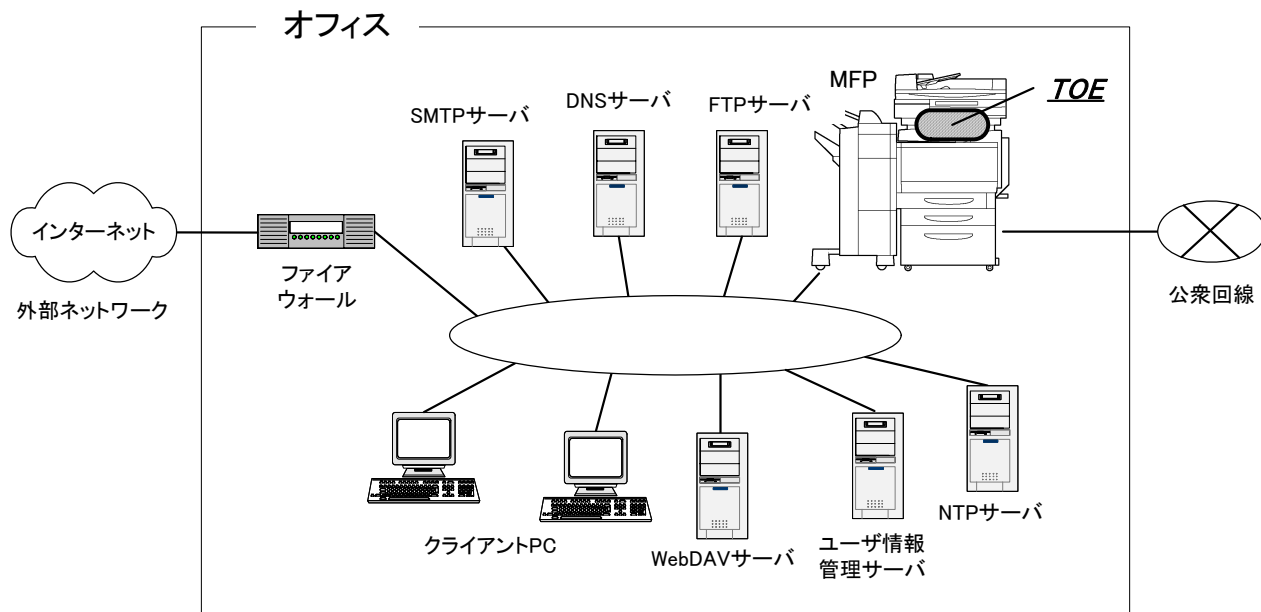 オフィス
MFP
TOE
SMTPサーバ
DNSサーバ
FTPサーバ
インターネット
外部ネットワーク
ファイア
ウォール
公衆回線
クライアントPC
WebDAVサーバ
ユーザ情報
管理サーバ
NTPサーバ